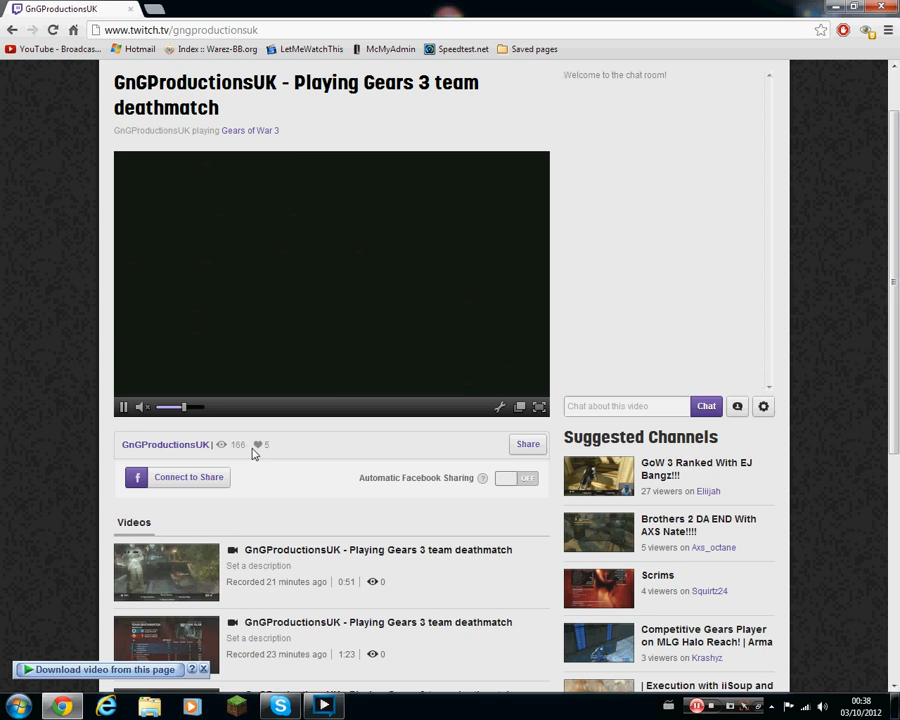 GnGProductionsUK
www.twitch.tv/gngproductionsuk
YouTube - Broadcas... Hotmail Index :: Warez-BB.org LetMeWatchThis McMyAdmin Speedtest.net Saved pages
GnGProductionsUK - Playing Gears 3 team
deathmatch
GnGProductionsUK playing Gears of War 3
Welcome to the chat room!
Chat about this video Chat
GnGProductionsUK | 166 5 Share
f Connect to Share Automatic Facebook Sharing ? OFF
Videos
GnGProductionsUK - Playing Gears 3 team deathmatch
Set a description
Recorded 21 minutes ago 0:51 0
GnGProductionsUK - Playing Gears 3 team deathmatch
Set a description
Recorded 23 minutes ago 1:23 0
Suggested Channels
GoW 3 Ranked With EJ
Bangz!!!
27 viewers on Elijah
Brothers 2 DA END With
AXS Nate!!!!
5 viewers on Axs_octane
Scrims
4 viewers on Squirtz24
Competitive Gears Player
on MLG Halo Reach! | Arma
3 viewers on Krashyz
| Execution with iiSoup and
Download video from this page ? X
00:38
03/10/2012